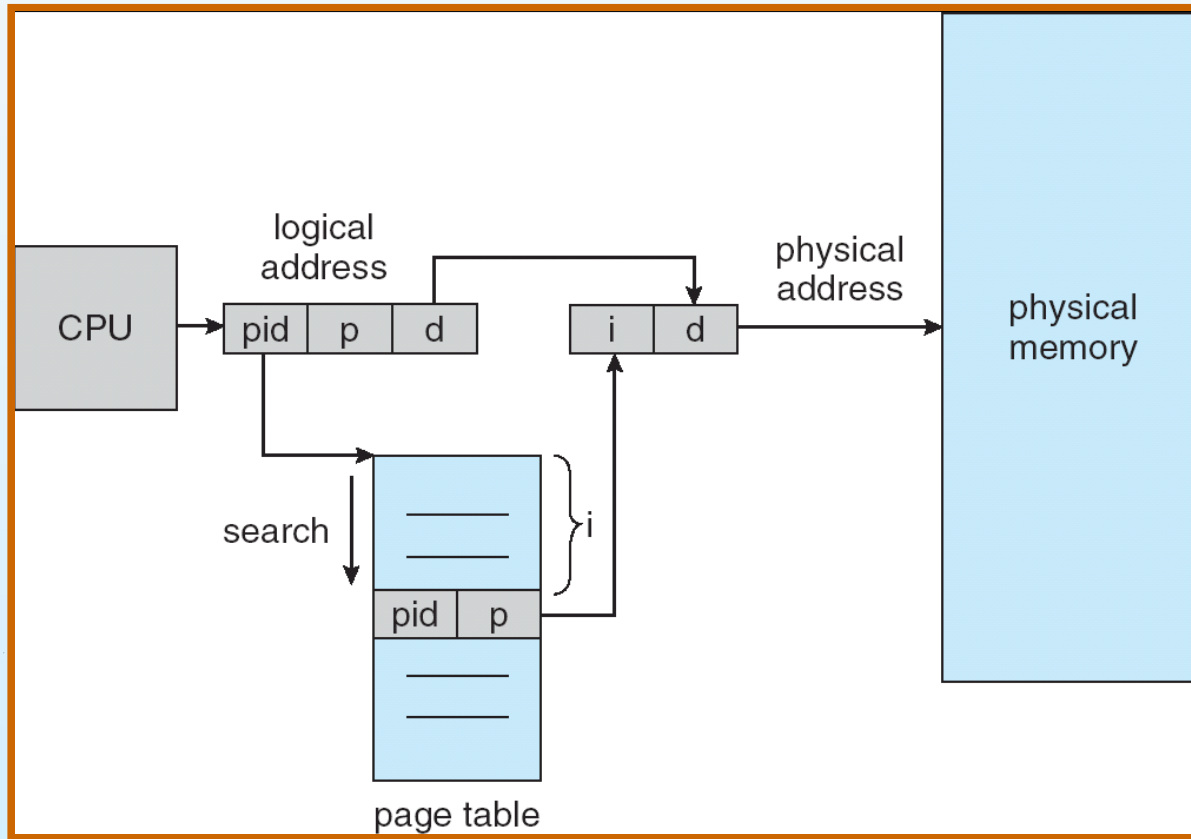 logical
address
physical
address
CPU
pid
p
d
i
d
physical
memory
search
i
pid
p
page table